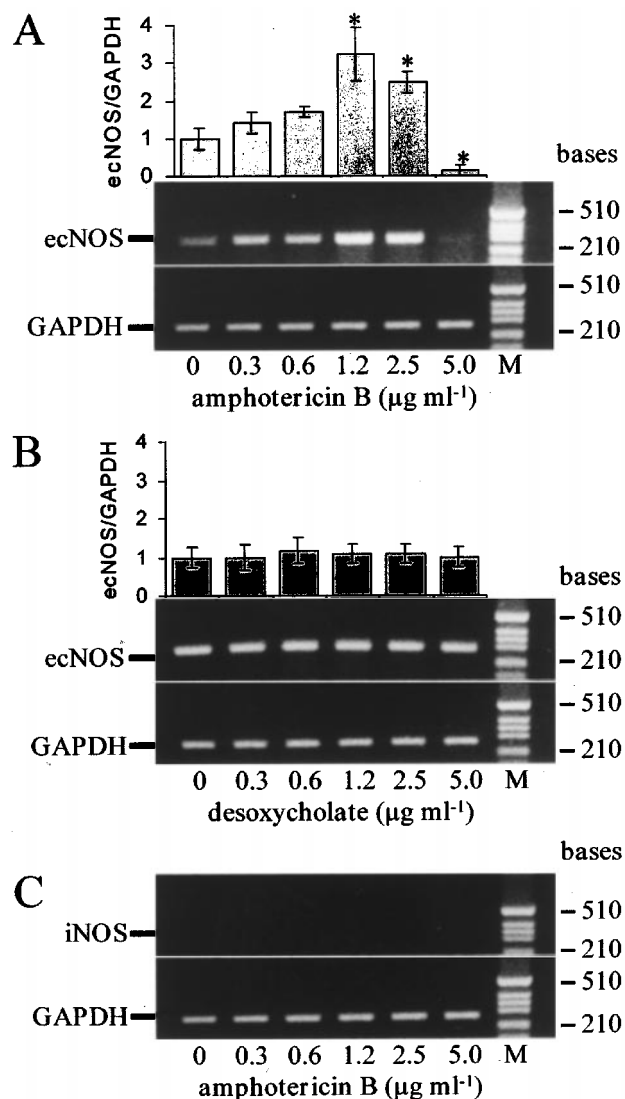 A
ecNOS/GAPDH
4
3
2
1
0
* * *
bases
ecNOS
– 510
– 210
GAPDH
– 510
– 210
0 0.3 0.6 1.2 2.5 5.0 M
amphotericin B (µg ml⁻¹)
B
ecNOS/GAPDH
4
3
2
1
0
bases
ecNOS
– 510
– 210
GAPDH
– 510
– 210
0 0.3 0.6 1.2 2.5 5.0 M
desoxycholate (µg ml⁻¹)
C
bases
iNOS
– 510
– 210
GAPDH
– 510
– 210
0 0.3 0.6 1.2 2.5 5.0 M
amphotericin B (µg ml⁻¹)